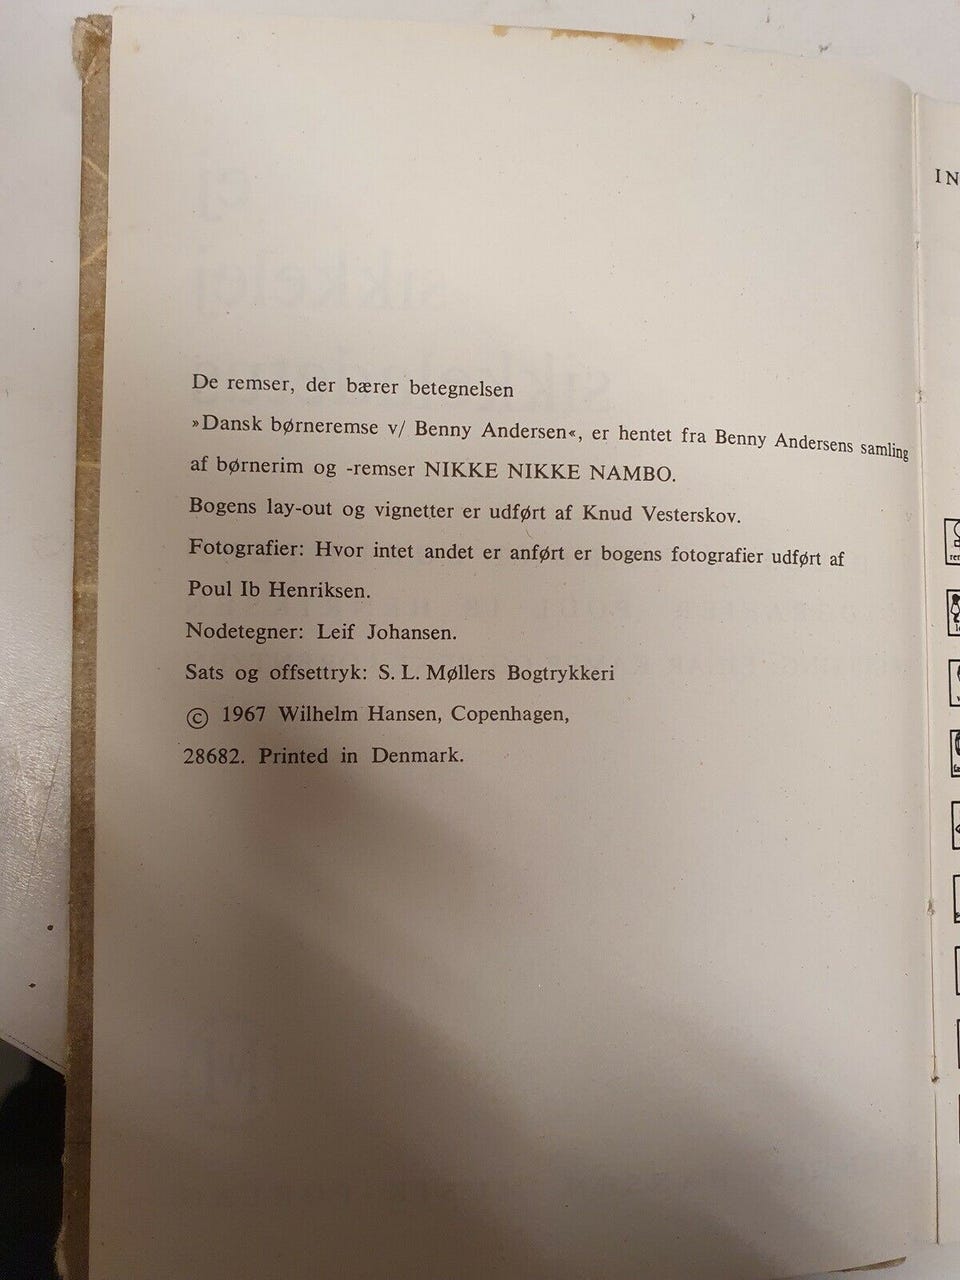 De remser, der bærer betegnelsen
»Dansk børneremse v/ Benny Andersen«, er hentet fra Benny Andersens samling
af børnerim og -remser NIKKE NIKKE NAMBO.
Bogens lay-out og vignetter er udført af Knud Vesterskov.
Fotografier: Hvor intet andet er anført er bogens fotografier udført af
Poul Ib Henriksen.
Nodetegner: Leif Johansen.
Sats og offsettryk: S. L. Møllers Bogtrykkeri
© 1967 Wilhelm Hansen, Copenhagen,
28682. Printed in Denmark.
IN